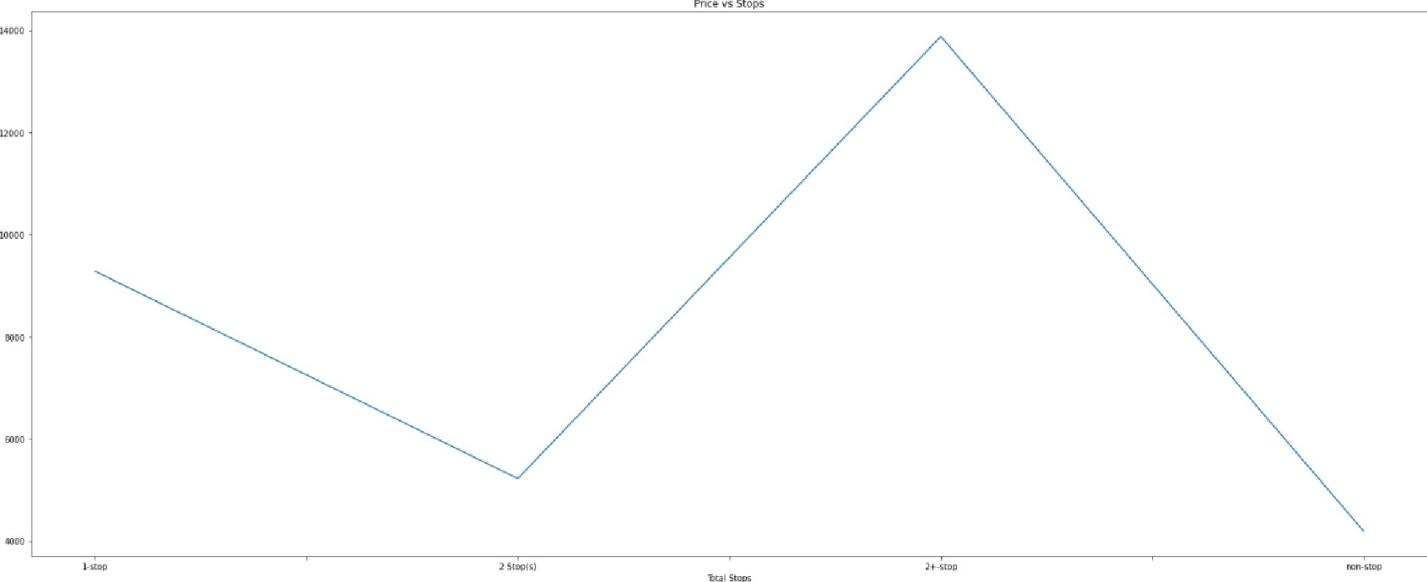 Price vs Stops
14000
12000
10000
8000
6000
4000
1-stop
2 Stop(s)
2+-stop
non-stop
Total Stops